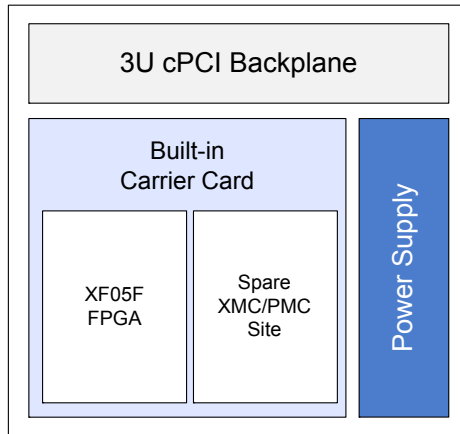 3U cPCI Backplane
Built-in
Carrier Card
XF05F
FPGA
Spare
XMC/PMC
Site
Power Supply